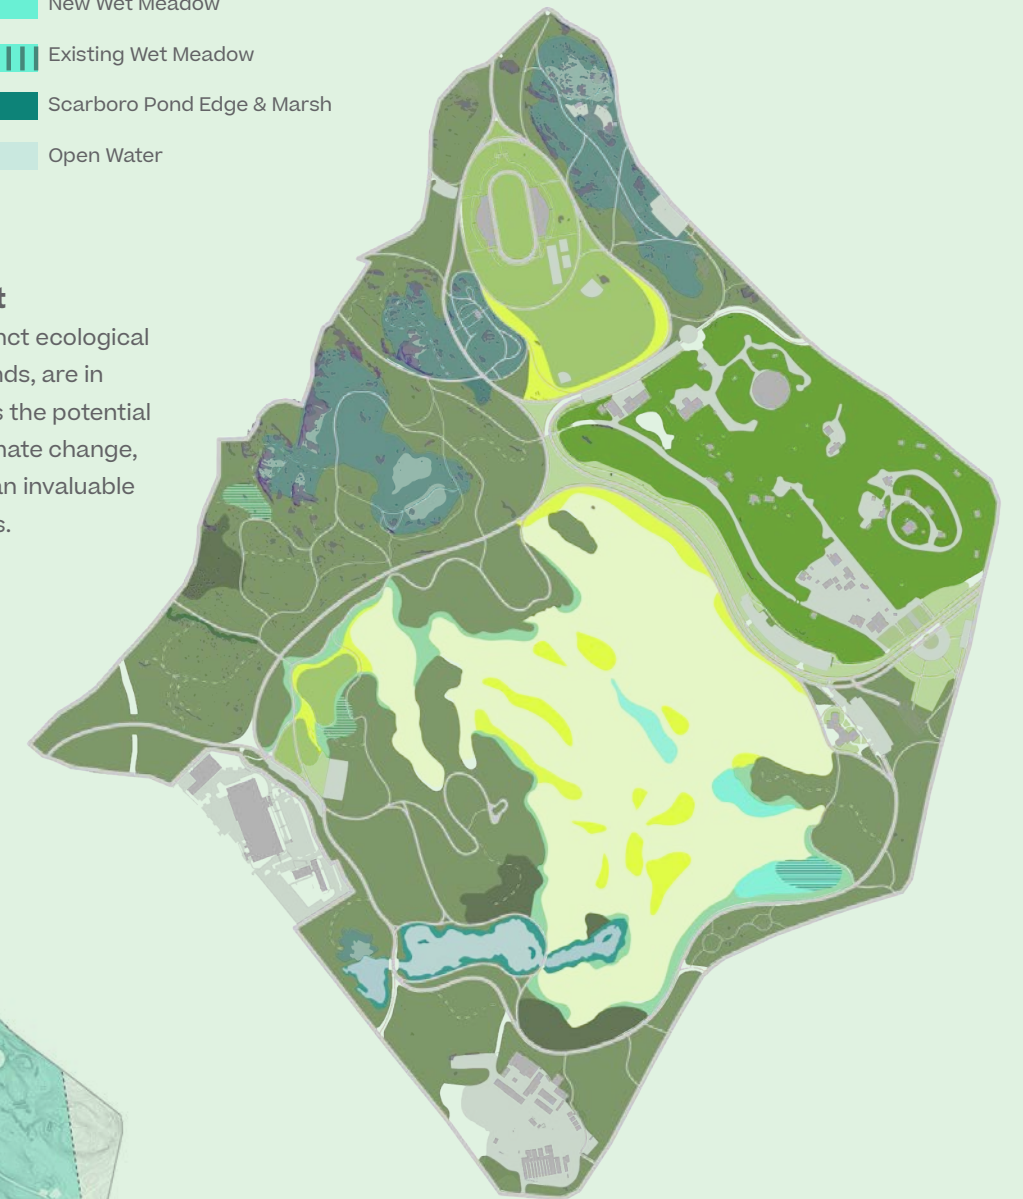 New Wet Meadow
Existing Wet Meadow
Scarboro Pond Edge & Marsh
Open Water
t
nct ecological
nds, are in
s the potential
mate change,
an invaluable
s.